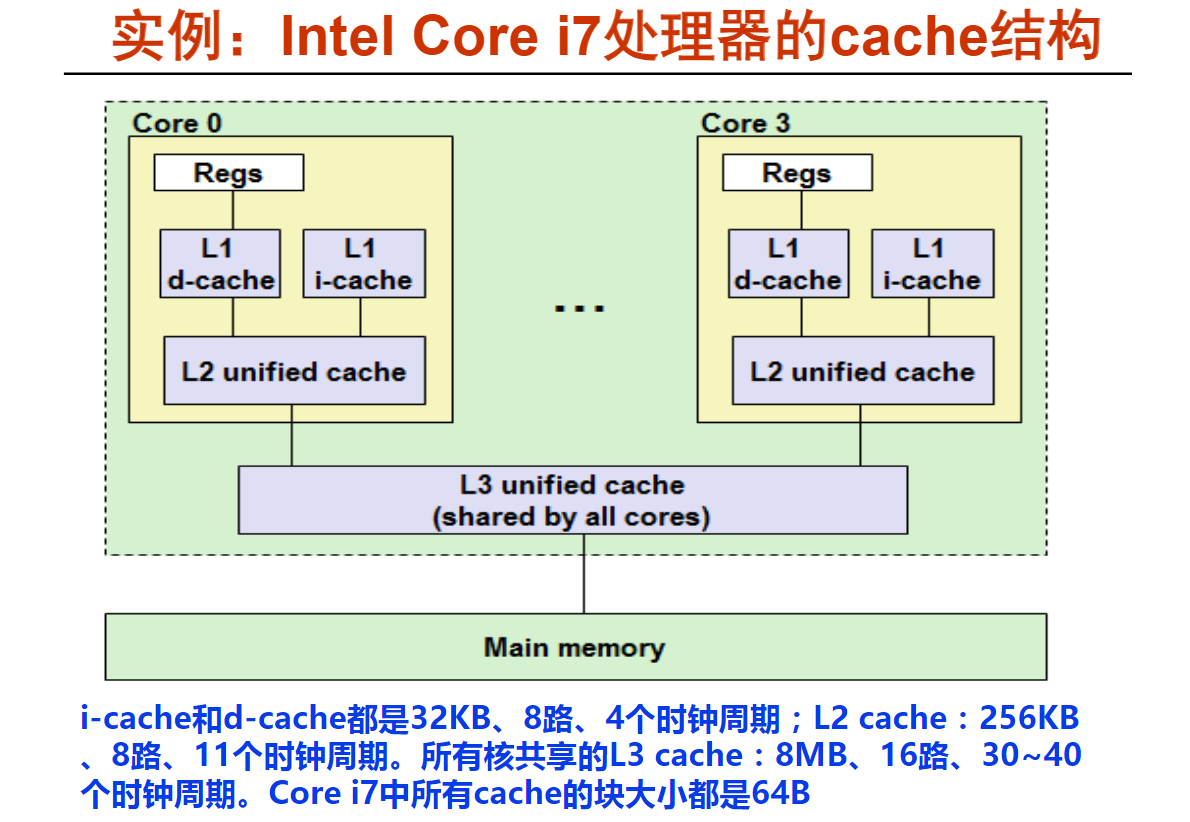 实例：Intel Core i7处理器的cache结构
Core 0
Core 3
Regs
Regs
L1
d-cache
L1
i-cache
L1
d-cache
L1
i-cache
...
L2 unified cache
L2 unified cache
L3 unified cache
(shared by all cores)
Main memory
i-cache和d-cache都是32KB、8路、4个时钟周期；L2 cache：256KB
、8路、11个时钟周期。所有核共享的L3 cache：8MB、16路、30~40
个时钟周期。Core i7中所有cache的块大小都是64B